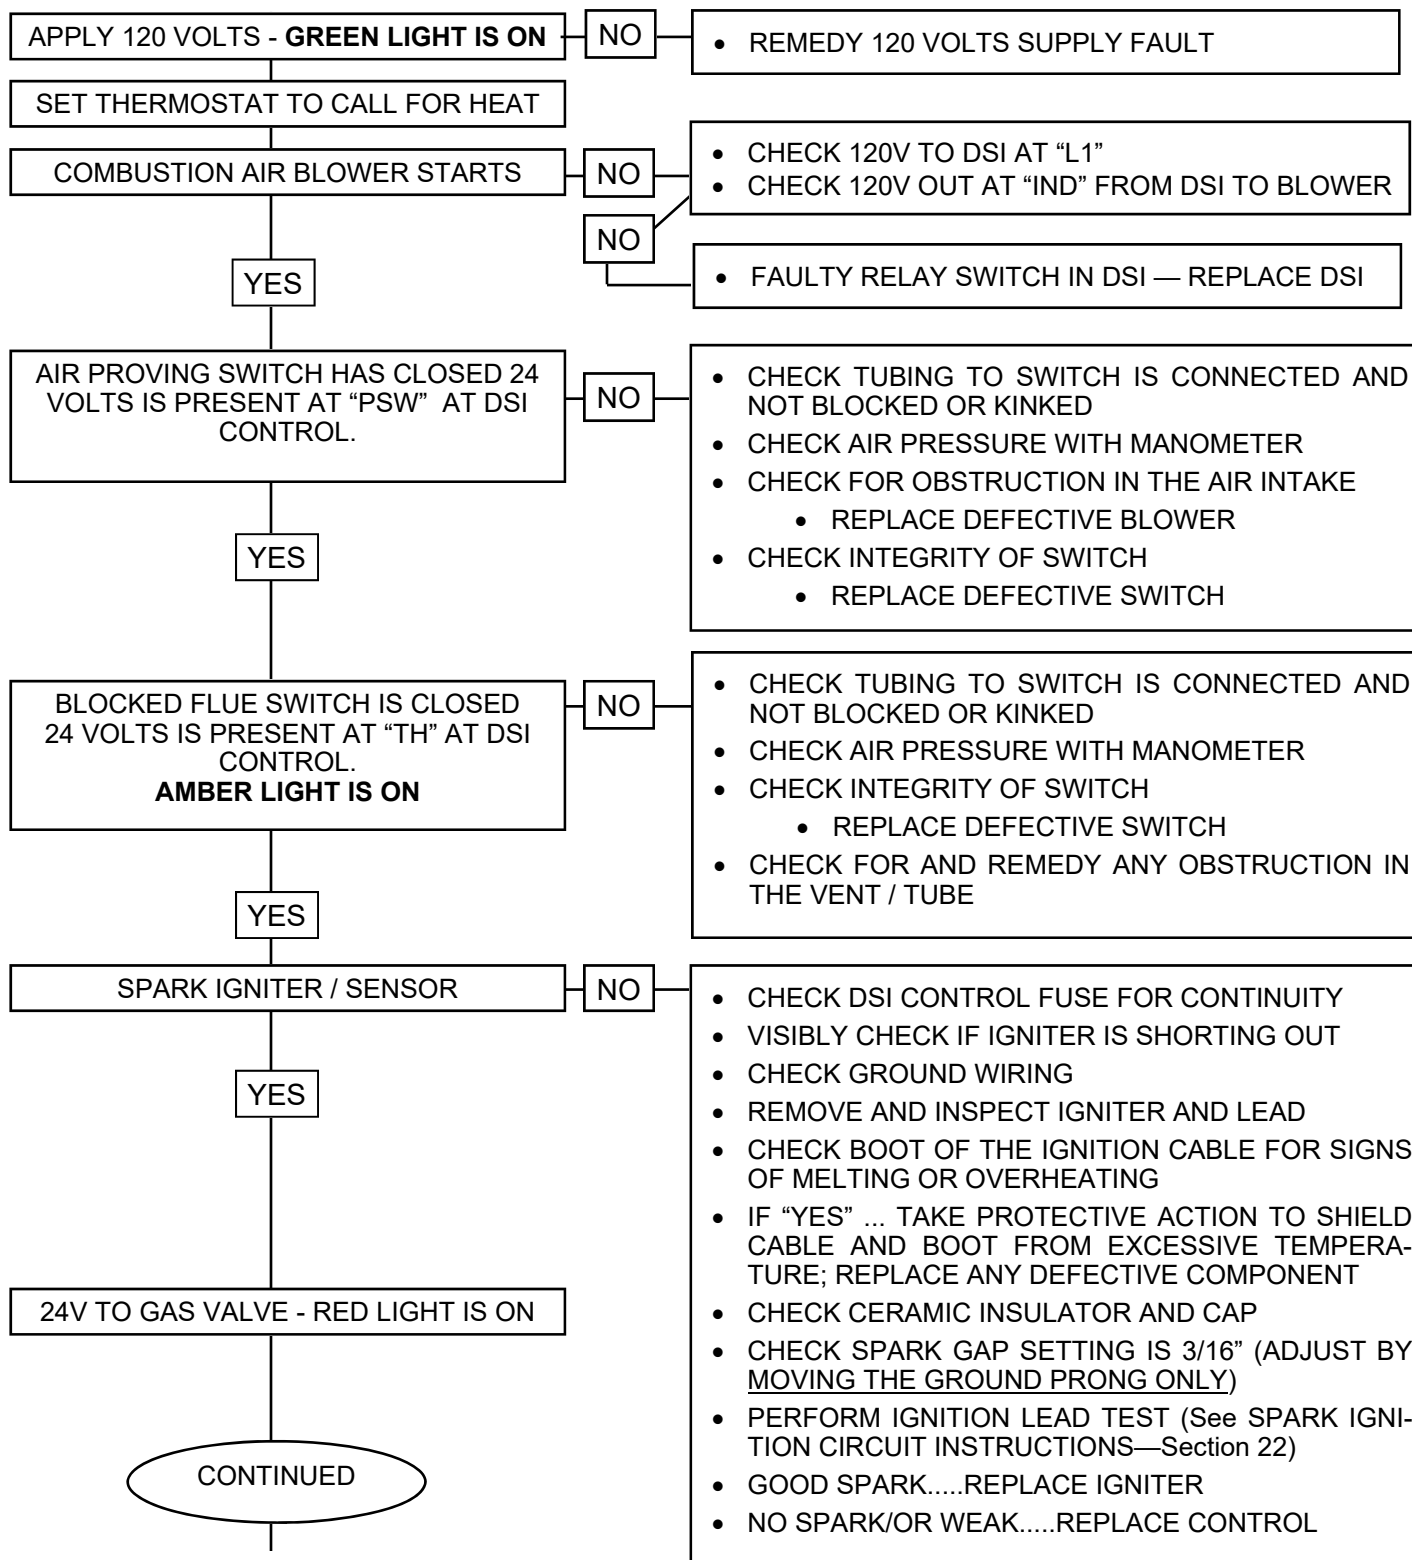 APPLY 120 VOLTS - GREEN LIGHT IS ON
NO
• REMEDY 120 VOLTS SUPPLY FAULT
SET THERMOSTAT TO CALL FOR HEAT
COMBUSTION AIR BLOWER STARTS
NO
• CHECK 120V TO DSI AT “L1”
• CHECK 120V OUT AT “IND” FROM DSI TO BLOWER
NO
• FAULTY RELAY SWITCH IN DSI — REPLACE DSI
YES
AIR PROVING SWITCH HAS CLOSED 24
VOLTS IS PRESENT AT “PSW” AT DSI
CONTROL.
NO
• CHECK TUBING TO SWITCH IS CONNECTED AND
NOT BLOCKED OR KINKED
• CHECK AIR PRESSURE WITH MANOMETER
• CHECK FOR OBSTRUCTION IN THE AIR INTAKE
• REPLACE DEFECTIVE BLOWER
• CHECK INTEGRITY OF SWITCH
• REPLACE DEFECTIVE SWITCH
YES
BLOCKED FLUE SWITCH IS CLOSED
24 VOLTS IS PRESENT AT “TH” AT DSI
CONTROL.
AMBER LIGHT IS ON
NO
• CHECK TUBING TO SWITCH IS CONNECTED AND
NOT BLOCKED OR KINKED
• CHECK AIR PRESSURE WITH MANOMETER
• CHECK INTEGRITY OF SWITCH
• REPLACE DEFECTIVE SWITCH
• CHECK FOR AND REMEDY ANY OBSTRUCTION IN
THE VENT / TUBE
YES
SPARK IGNITER / SENSOR
NO
• CHECK DSI CONTROL FUSE FOR CONTINUITY
• VISIBLY CHECK IF IGNITER IS SHORTING OUT
• CHECK GROUND WIRING
• REMOVE AND INSPECT IGNITER AND LEAD
• CHECK BOOT OF THE IGNITION CABLE FOR SIGNS
OF MELTING OR OVERHEATING
• IF “YES” ... TAKE PROTECTIVE ACTION TO SHIELD
CABLE AND BOOT FROM EXCESSIVE TEMPERA-
TURE; REPLACE ANY DEFECTIVE COMPONENT
• CHECK CERAMIC INSULATOR AND CAP
• CHECK SPARK GAP SETTING IS 3/16” (ADJUST BY
MOVING THE GROUND PRONG ONLY)
• PERFORM IGNITION LEAD TEST (See SPARK IGNI-
TION CIRCUIT INSTRUCTIONS—Section 22)
• GOOD SPARK.....REPLACE IGNITER
• NO SPARK/OR WEAK.....REPLACE CONTROL
YES
24V TO GAS VALVE - RED LIGHT IS ON
CONTINUED